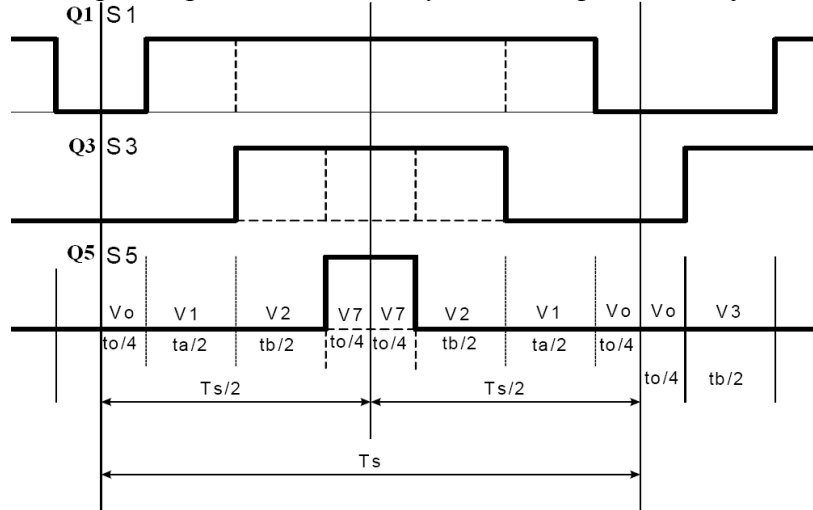 Q1 S1
Q3 S3
Q5 S5
Vo V1 V2 V7 V7 V2 V1 Vo Vo V3
to/4 ta/2 tb/2 to/4 to/4 tb/2 ta/2 to/4
to/4 tb/2
Ts/2 Ts/2
Ts